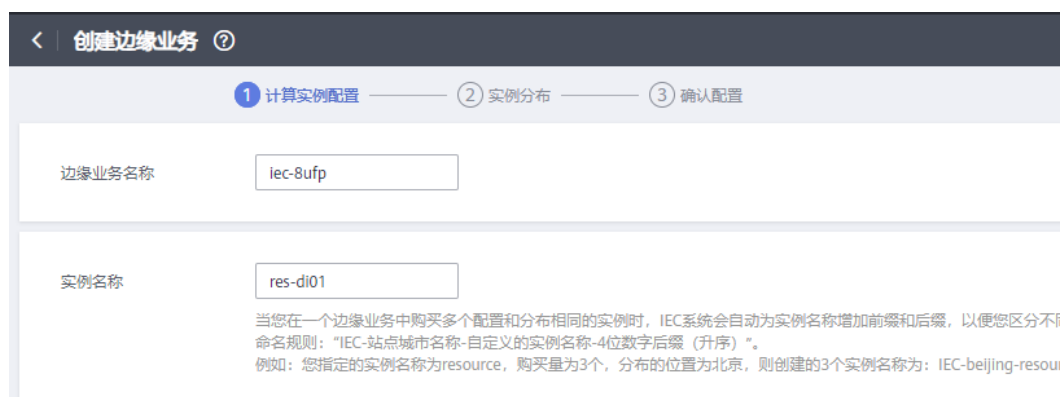 创建边缘业务
1 计算实例配置 2 实例分布 3 确认配置
边缘业务名称 iec-8ufp
实例名称 res-di01
当您在一个边缘业务中购买多个配置和分布相同的实例时，IEC系统会自动为实例名称增加前缀和后缀，以便您区分不同
命名规则：“IEC-站点城市名称-自定义的实例名称-4位数字后缀（升序）”。
例如：您指定的实例名称为resource，购买量为3个，分布的位置为北京，则创建的3个实例名称为：IEC-beijing-resour